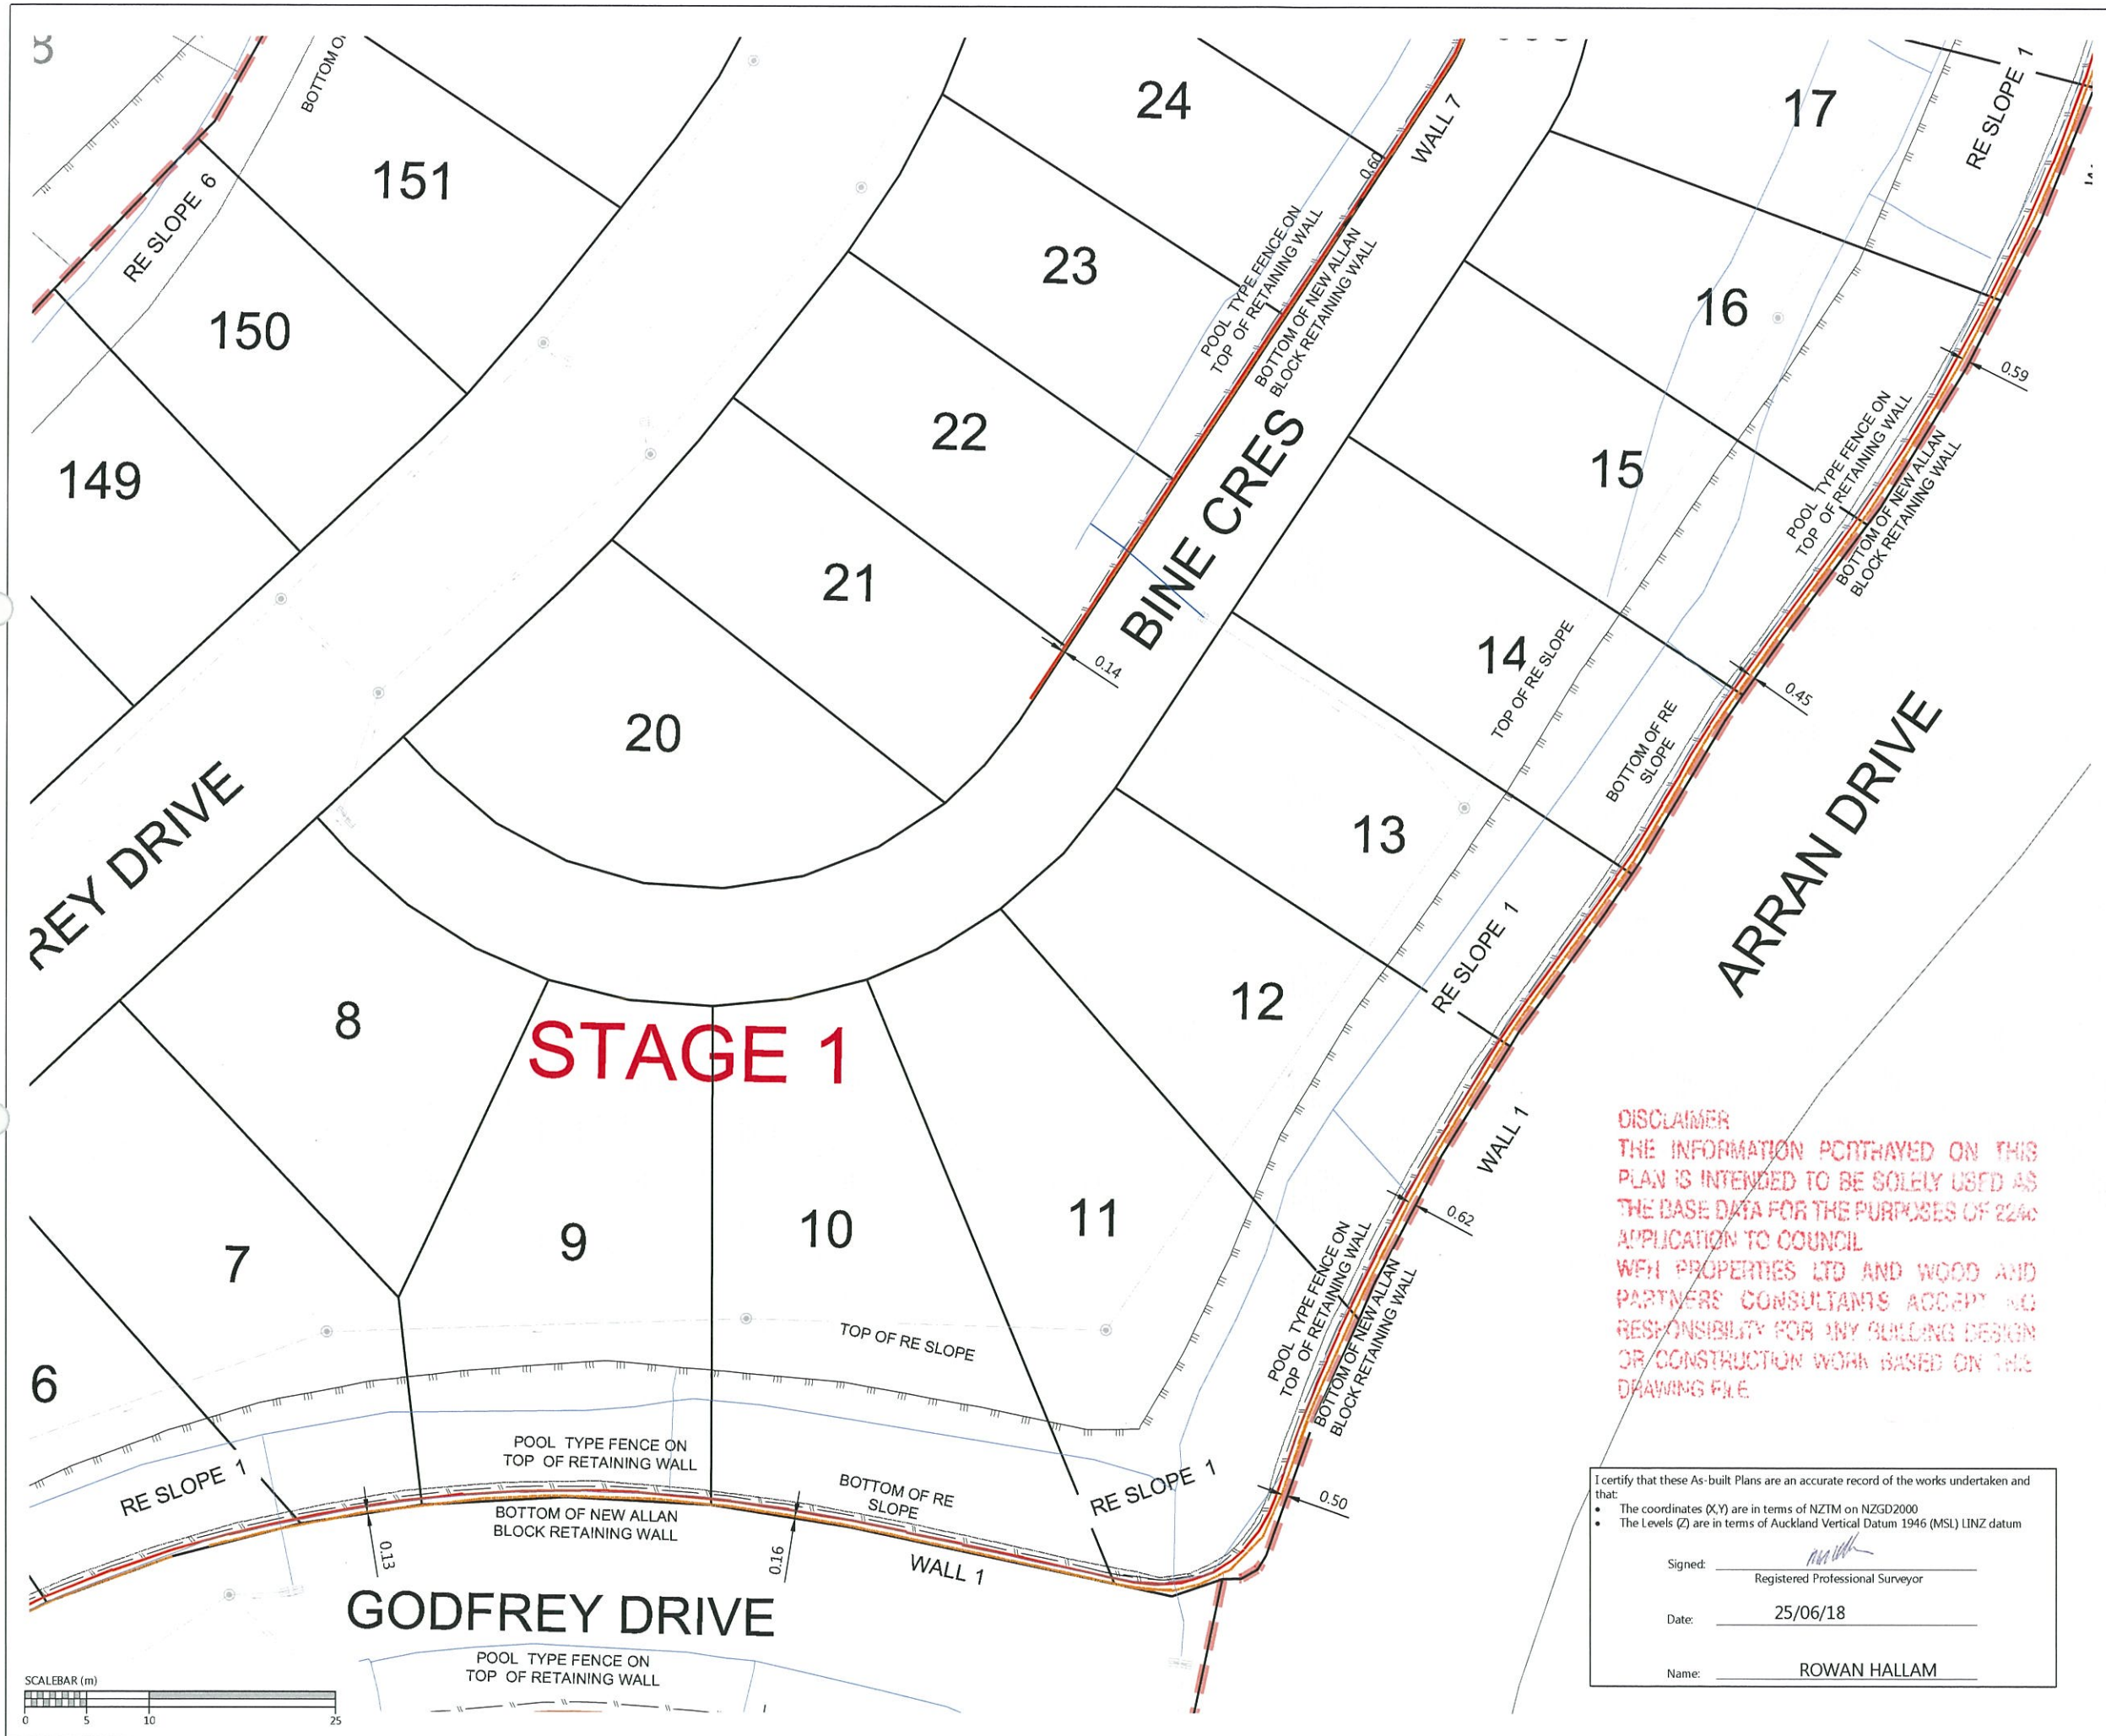 BOTTOM
24
17
RE SLOPE 1
WALL 7
151
RE SLOPE 6
0.60
23
POOL TYPE FENCE ON
TOP OF RETAINING WALL
BOTTOM OF NEW ALLAN
BLOCK RETAINING WALL
16
150
0.59
22
15
POOL TYPE FENCE ON
TOP OF RETAINING WALL
BOTTOM OF NEW ALLAN
BLOCK RETAINING WALL
149
BINE CRES
21
14
TOP OF RE SLOPE
0.14
0.45
BOTTOM OF RE
SLOPE
20
REY DRIVE
13
ARRAN DRIVE
RE SLOPE 1
12
8
STAGE 1
WALL 1
7
9
10
11
0.62
POOL TYPE FENCE ON
TOP OF RETAINING WALL
BOTTOM OF NEW ALLAN
BLOCK RETAINING WALL
TOP OF RE SLOPE
6
RE SLOPE 1
POOL TYPE FENCE ON
TOP OF RETAINING WALL
BOTTOM OF RE
SLOPE
RE SLOPE 1
0.50
BOTTOM OF NEW ALLAN
BLOCK RETAINING WALL
0.13
0.16
WALL 1
GODFREY DRIVE
POOL TYPE FENCE ON
TOP OF RETAINING WALL
SCALEBAR (m)
0 5 10 25
DISCLAIMER
THE INFORMATION PORTRAYED ON THIS
PLAN IS INTENDED TO BE SOLELY USED AS
THE BASE DATA FOR THE PURPOSES OF 224c
APPLICATION TO COUNCIL
WFH PROPERTIES LTD AND WOOD AND
PARTNERS CONSULTANTS ACCEPT NO
RESPONSIBILITY FOR ANY BUILDING DESIGN
OR CONSTRUCTION WORK BASED ON THIS
DRAWING FILE
I certify that these As-built Plans are an accurate record of the works undertaken and
that:
• The coordinates (X,Y) are in terms of NZTM on NZGD2000
• The Levels (Z) are in terms of Auckland Vertical Datum 1946 (MSL) LINZ datum
Signed:
Registered Professional Surveyor
Date: 25/06/18
Name: ROWAN HALLAM